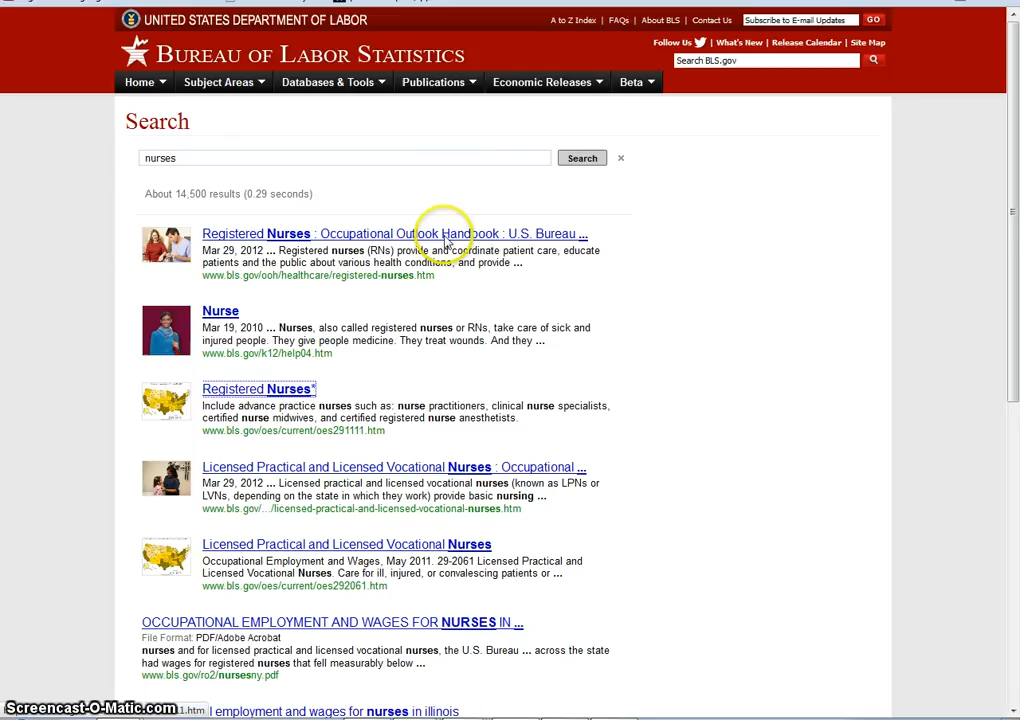 UNITED STATES DEPARTMENT OF LABOR
A to Z Index | FAQs | About BLS | Contact Us
Subscribe to E-mail Updates GO
BUREAU OF LABOR STATISTICS
Follow Us | What's New | Release Calendar | Site Map
Search BLS.gov
Home
Subject Areas
Databases & Tools
Publications
Economic Releases
Beta
Search
nurses
Search
×
About 14,500 results (0.29 seconds)
Registered Nurses : Occupational Outlook Handbook : U.S. Bureau ...
Mar 29, 2012 ... Registered nurses (RNs) provide and coordinate patient care, educate
patients and the public about various health conditions, and provide ...
www.bls.gov/ooh/healthcare/registered-nurses.htm
Nurse
Mar 19, 2010 ... Nurses, also called registered nurses or RNs, take care of sick and
injured people. They give people medicine. They treat wounds. And they ...
www.bls.gov/k12/help04.htm
Registered Nurses*
Include advance practice nurses such as: nurse practitioners, clinical nurse specialists,
certified nurse midwives, and certified registered nurse anesthetists.
www.bls.gov/oes/current/oes291111.htm
Licensed Practical and Licensed Vocational Nurses : Occupational ...
Mar 29, 2012 ... Licensed practical and licensed vocational nurses (known as LPNs or
LVNs, depending on the state in which they work) provide basic nursing ...
www.bls.gov/.../licensed-practical-and-licensed-vocational-nurses.htm
Licensed Practical and Licensed Vocational Nurses
Occupational Employment and Wages, May 2011. 29-2061 Licensed Practical and
Licensed Vocational Nurses. Care for ill, injured, or convalescing patients or ...
www.bls.gov/oes/current/oes292061.htm
OCCUPATIONAL EMPLOYMENT AND WAGES FOR NURSES IN ...
File Format: PDF/Adobe Acrobat
nurses and for licensed practical and licensed vocational nurses, the U.S. Bureau ... across the state
had wages for registered nurses that fell measurably below ...
www.bls.gov/ro2/nursesny.pdf
Screencast-O-Matic.com 1.htm l employment and wages for nurses in illinois